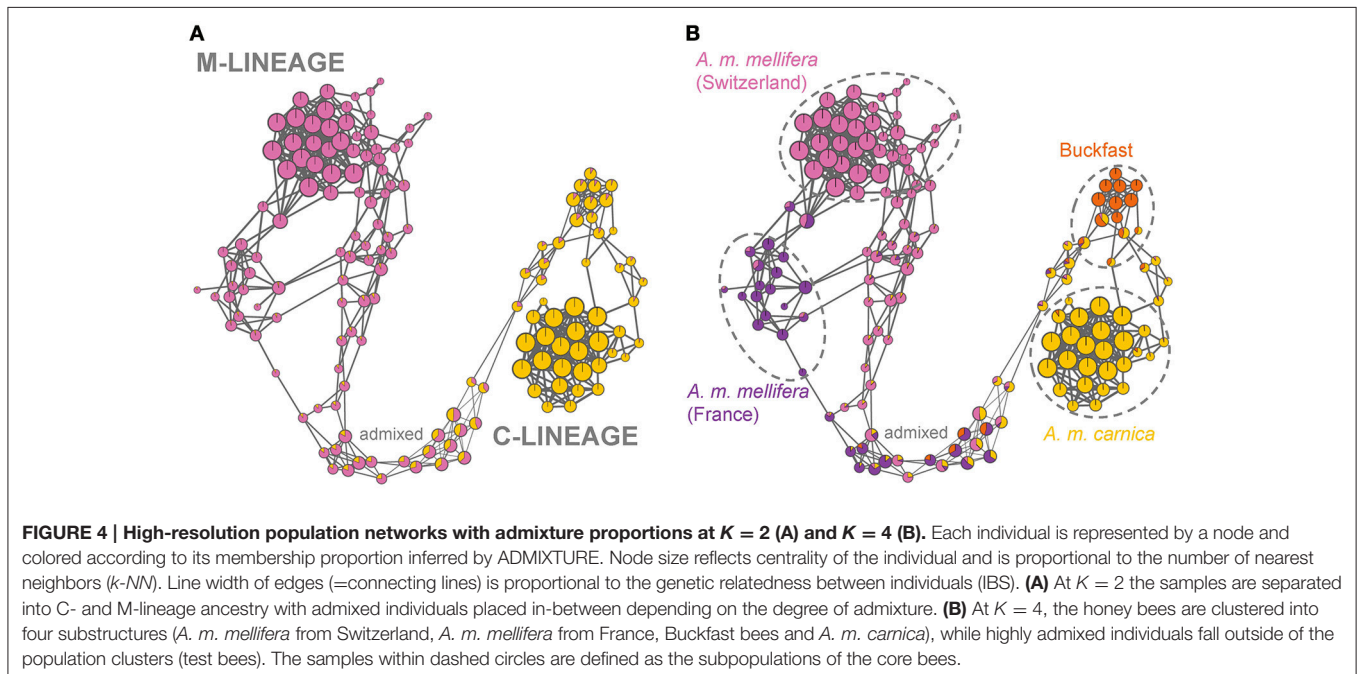 A
M-LINEAGE
admixed
C-LINEAGE
B
A. m. mellifera
(Switzerland)
Buckfast
A. m. mellifera
(France)
admixed
A. m. carnica
FIGURE 4 | High-resolution population networks with admixture proportions at K = 2 (A) and K = 4 (B). Each individual is represented by a node and
colored according to its membership proportion inferred by ADMIXTURE. Node size reflects centrality of the individual and is proportional to the number of nearest
neighbors (k-NN). Line width of edges (=connecting lines) is proportional to the genetic relatedness between individuals (IBS). (A) At K = 2 the samples are separated
into C- and M-lineage ancestry with admixed individuals placed in-between depending on the degree of admixture. (B) At K = 4, the honey bees are clustered into
four substructures (A. m. mellifera from Switzerland, A. m. mellifera from France, Buckfast bees and A. m. carnica), while highly admixed individuals fall outside of the
population clusters (test bees). The samples within dashed circles are defined as the subpopulations of the core bees.